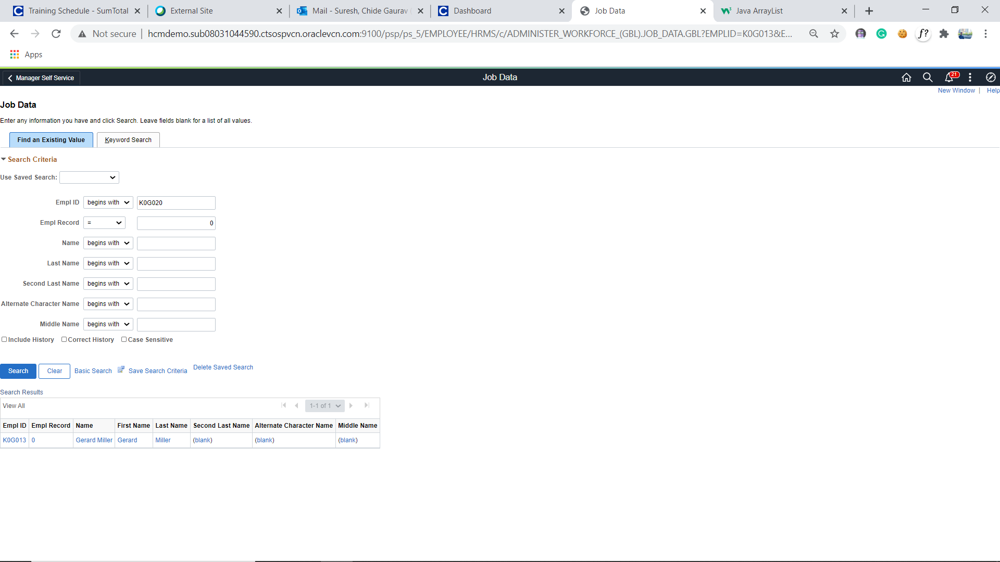 Training Schedule - SumTotal
External Site
Mail - Suresh, Chide Gaurav
Dashboard
Job Data
Java ArrayList
Not secure
hcmdemo.sub08031044590.ctsospvcn.oraclevcn.com:9100/psp/ps_5/EMPLOYEE/HRMS/c/ADMINISTER_WORKFORCE_(GBL).JOB_DATA.GBL?EMPLID=K0G013&E...
f?
Apps
Manager Self Service
Job Data
21
New Window | Help
Job Data
Enter any information you have and click Search. Leave fields blank for a list of all values.
Find an Existing Value
Keyword Search
Search Criteria
Use Saved Search:
Empl ID begins with K0G020
Empl Record = 0
Name begins with
Last Name begins with
Second Last Name begins with
Alternate Character Name begins with
Middle Name begins with
Include History Correct History Case Sensitive
Search Clear Basic Search Save Search Criteria Delete Saved Search
Search Results
View All 1-1 of 1
Empl ID Empl Record Name First Name Last Name Second Last Name Alternate Character Name Middle Name
K0G013 0 Gerard Miller Gerard Miller (blank) (blank) (blank)